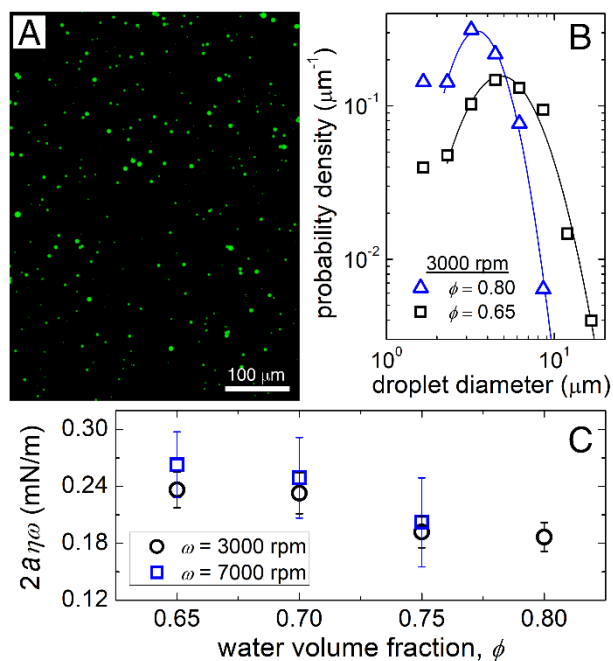 A
100 μm
B
probability density (μm⁻¹)
10⁻¹
10⁻²
3000 rpm
ϕ = 0.80
ϕ = 0.65
10⁰
10¹
droplet diameter (μm)
C
2aηω (mN/m)
0.30
0.24
0.18
0.12
ω = 3000 rpm
ω = 7000 rpm
0.65
0.70
0.75
0.80
water volume fraction, ϕ